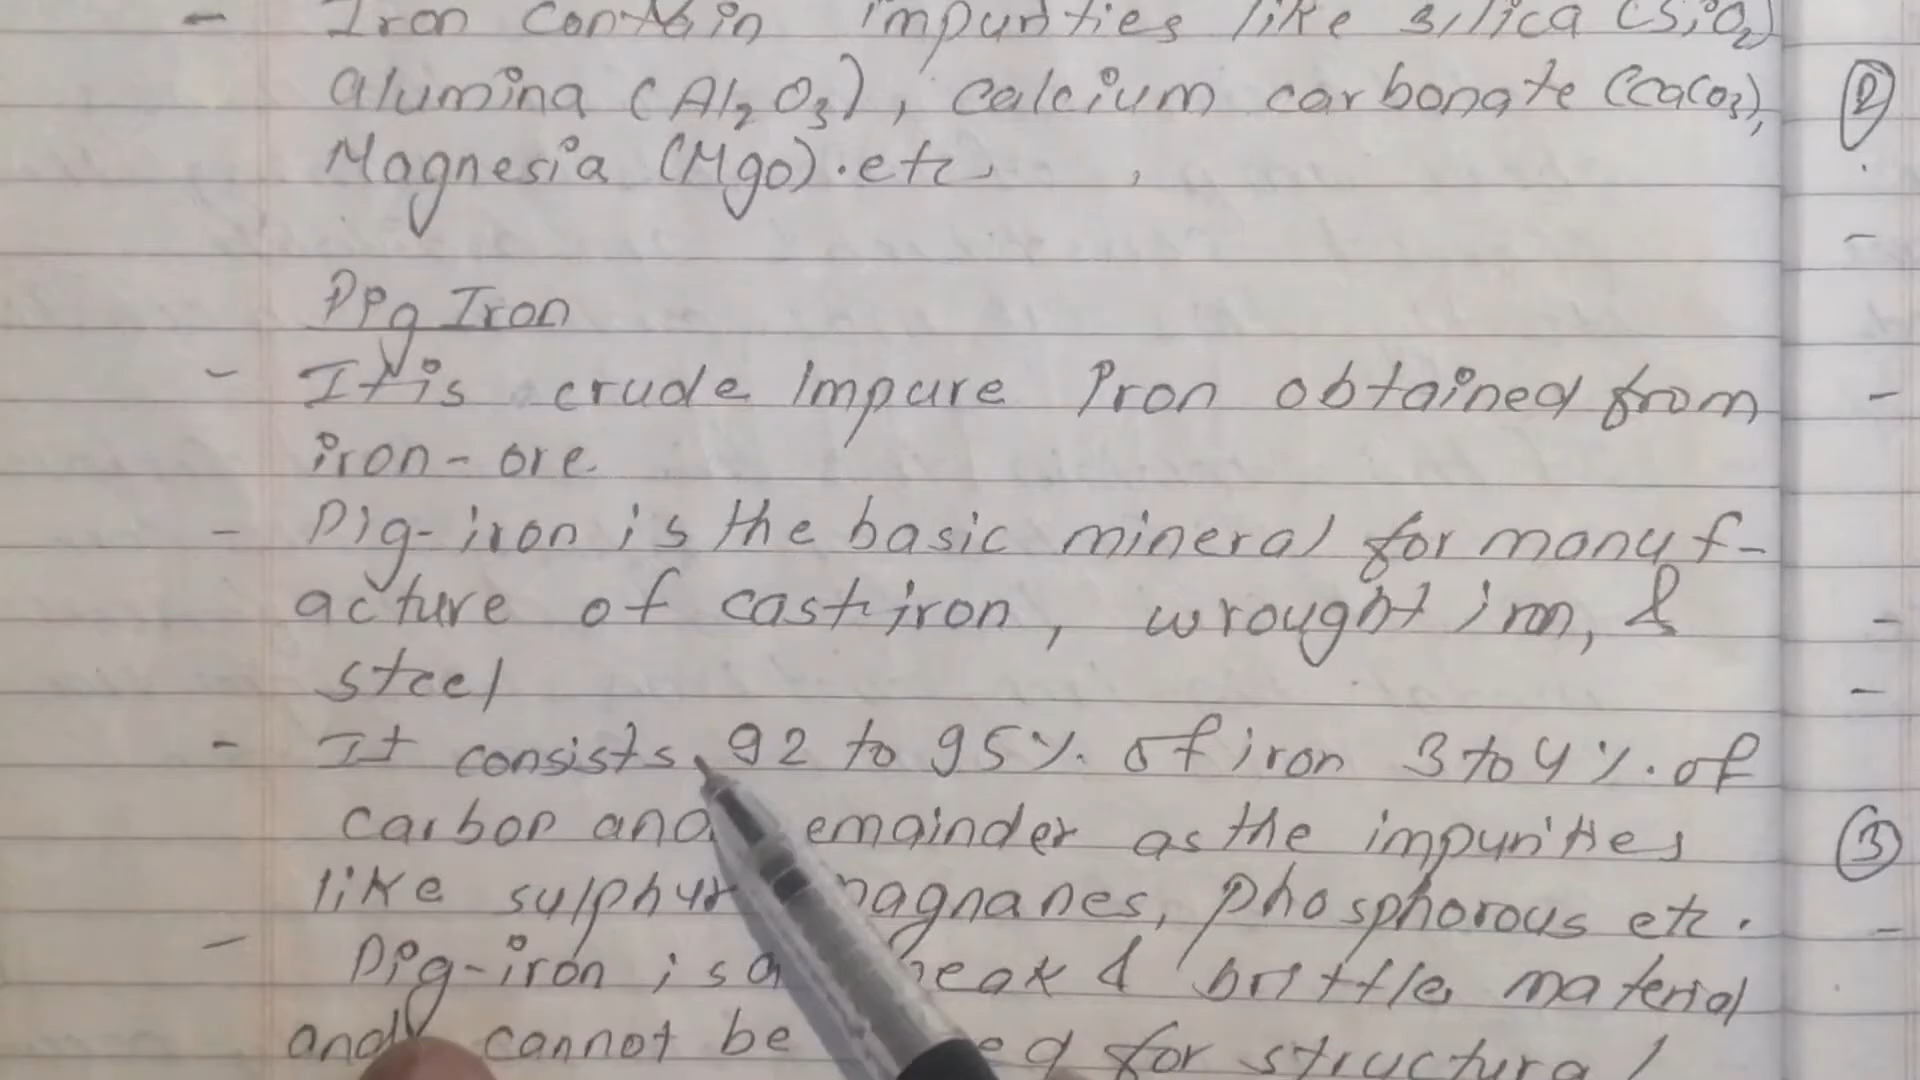 - Iron contain impurities like silica (SiO2)
alumina (Al2O3), calcium carbonate (CaCO3),
Magnesia (MgO).etc,
Pig Iron
- It is crude impure iron obtained from
iron-ore
- Pig-iron is the basic mineral for manuf-
acture of cast iron, wrought iron, &
steel
- It consists 92 to 95%. of iron 3 to 4%. of
carbon and emainder as the impurities
like sulphur agnanes, phosphorous etc.
- Pig-iron is a eak & brittle material
and cannot be ed for structural
2
3